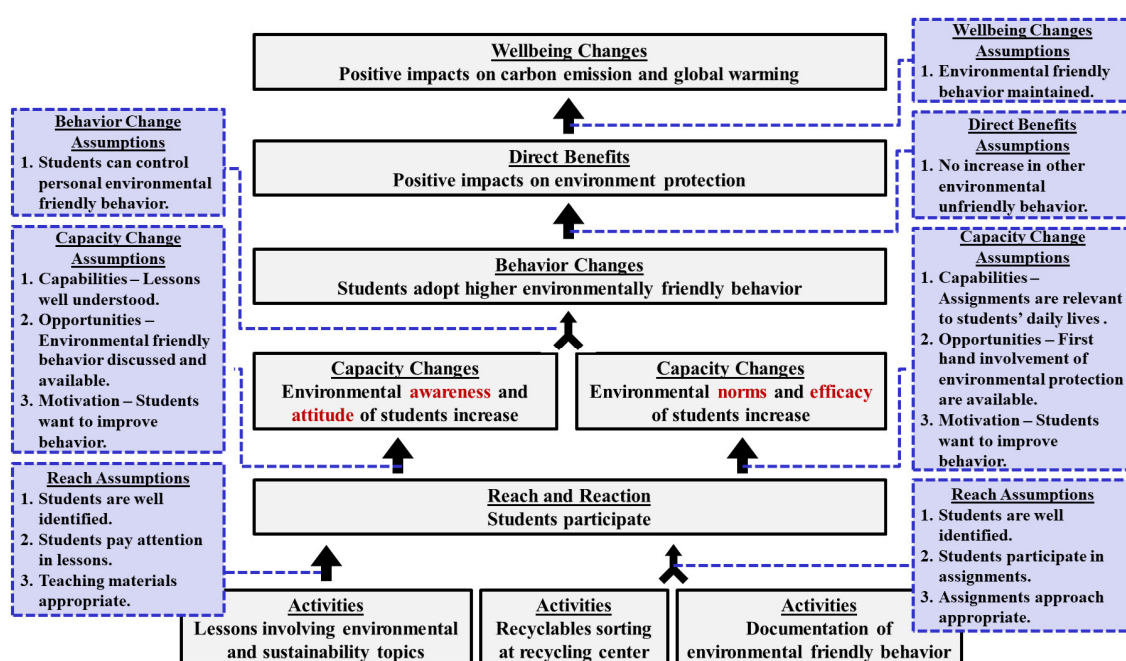 Wellbeing Changes
Positive impacts on carbon emission and global warming
Wellbeing Changes
Assumptions
1. Environmental friendly
behavior maintained.
Behavior Change
Assumptions
1. Students can control
personal environmental
friendly behavior.
Direct Benefits
Positive impacts on environment protection
Direct Benefits
Assumptions
1. No increase in other
environmental
unfriendly behavior.
Capacity Change
Assumptions
1. Capabilities – Lessons
well understood.
2. Opportunities –
Environmental friendly
behavior discussed and
available.
3. Motivation – Students
want to improve
behavior.
Behavior Changes
Students adopt higher environmentally friendly behavior
Capacity Change
Assumptions
1. Capabilities –
Assignments are relevant
to students’ daily lives .
2. Opportunities – First
hand involvement of
environmental protection
are available.
3. Motivation – Students
want to improve
behavior.
Capacity Changes
Environmental awareness and
attitude of students increase
Capacity Changes
Environmental norms and efficacy
of students increase
Reach Assumptions
1. Students are well
identified.
2. Students pay attention
in lessons.
3. Teaching materials
appropriate.
Reach and Reaction
Students participate
Reach Assumptions
1. Students are well
identified.
2. Students participate in
assignments.
3. Assignments approach
appropriate.
Activities
Lessons involving environmental
and sustainability topics
Activities
Recyclables sorting
at recycling center
Activities
Documentation of
environmental friendly behavior